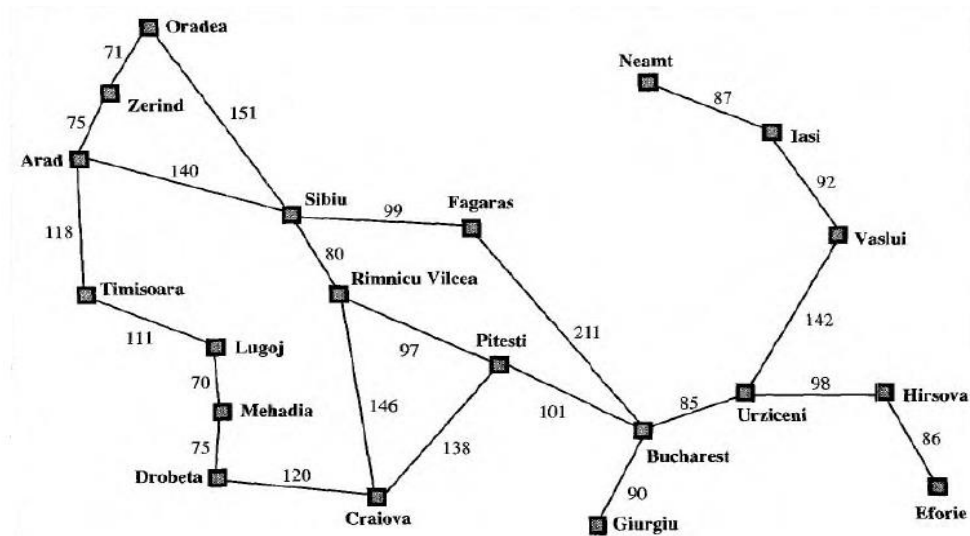 Oradea
71
Neamt
87
Zerind
151
75
Iasi
Arad
140
92
Sibiu
Fagaras
99
118
Vaslui
80
Timisoara
Rimnicu Vilcea
142
111
211
Lugoj
97
Pitesti
70
98
Hirsova
Mehadia
146
101
85
Urziceni
75
138
86
Bucharest
Drobeta
120
90
Craiova
Giurgiu
Eforie